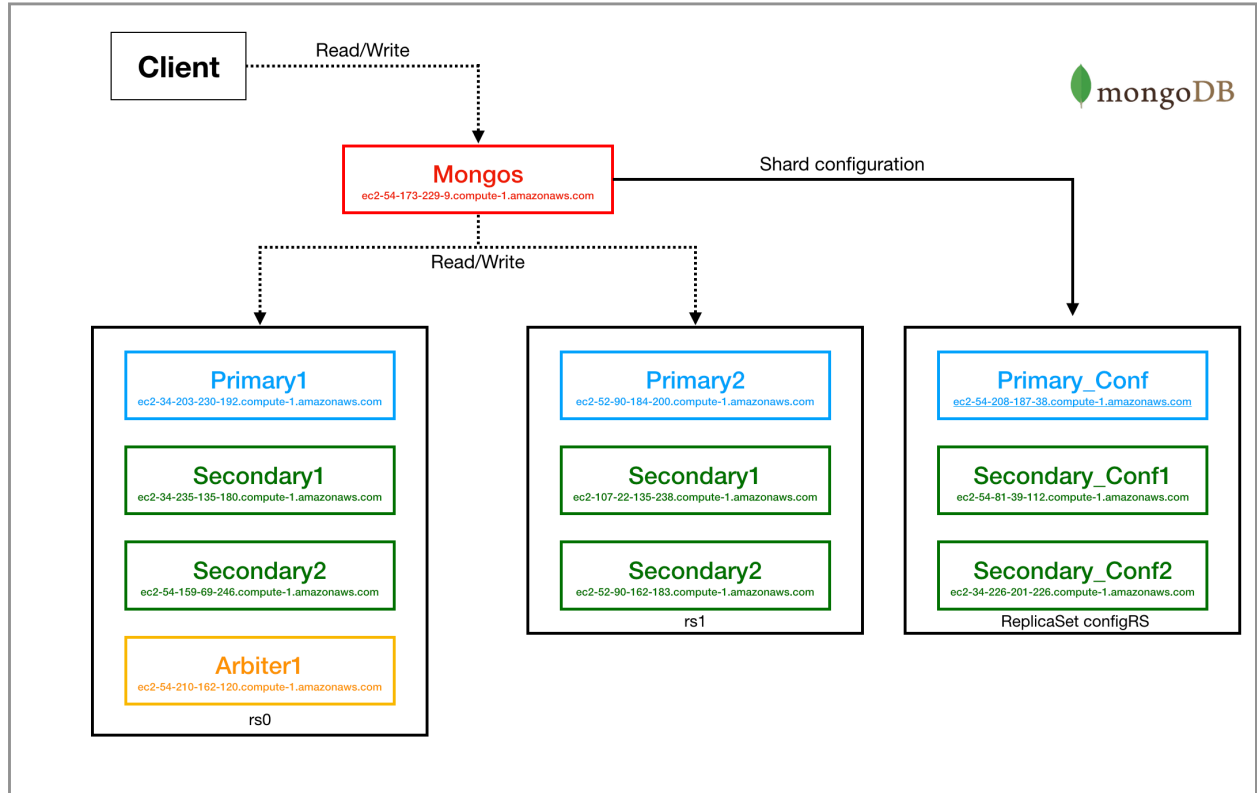 Client
Read/Write
mongoDB
Mongos
ec2-54-173-229-9.compute-1.amazonaws.com
Shard configuration
Read/Write
Primary1
ec2-34-203-230-192.compute-1.amazonaws.com
Secondary1
ec2-34-235-135-180.compute-1.amazonaws.com
Secondary2
ec2-54-159-69-246.compute-1.amazonaws.com
Arbiter1
ec2-54-210-162-120.compute-1.amazonaws.com
rs0
Primary2
ec2-52-90-184-200.compute-1.amazonaws.com
Secondary1
ec2-107-22-135-238.compute-1.amazonaws.com
Secondary2
ec2-52-90-162-183.compute-1.amazonaws.com
rs1
Primary_Conf
ec2-54-208-187-38.compute-1.amazonaws.com
Secondary_Conf1
ec2-54-81-39-112.compute-1.amazonaws.com
Secondary_Conf2
ec2-34-226-201-226.compute-1.amazonaws.com
ReplicaSet configRS